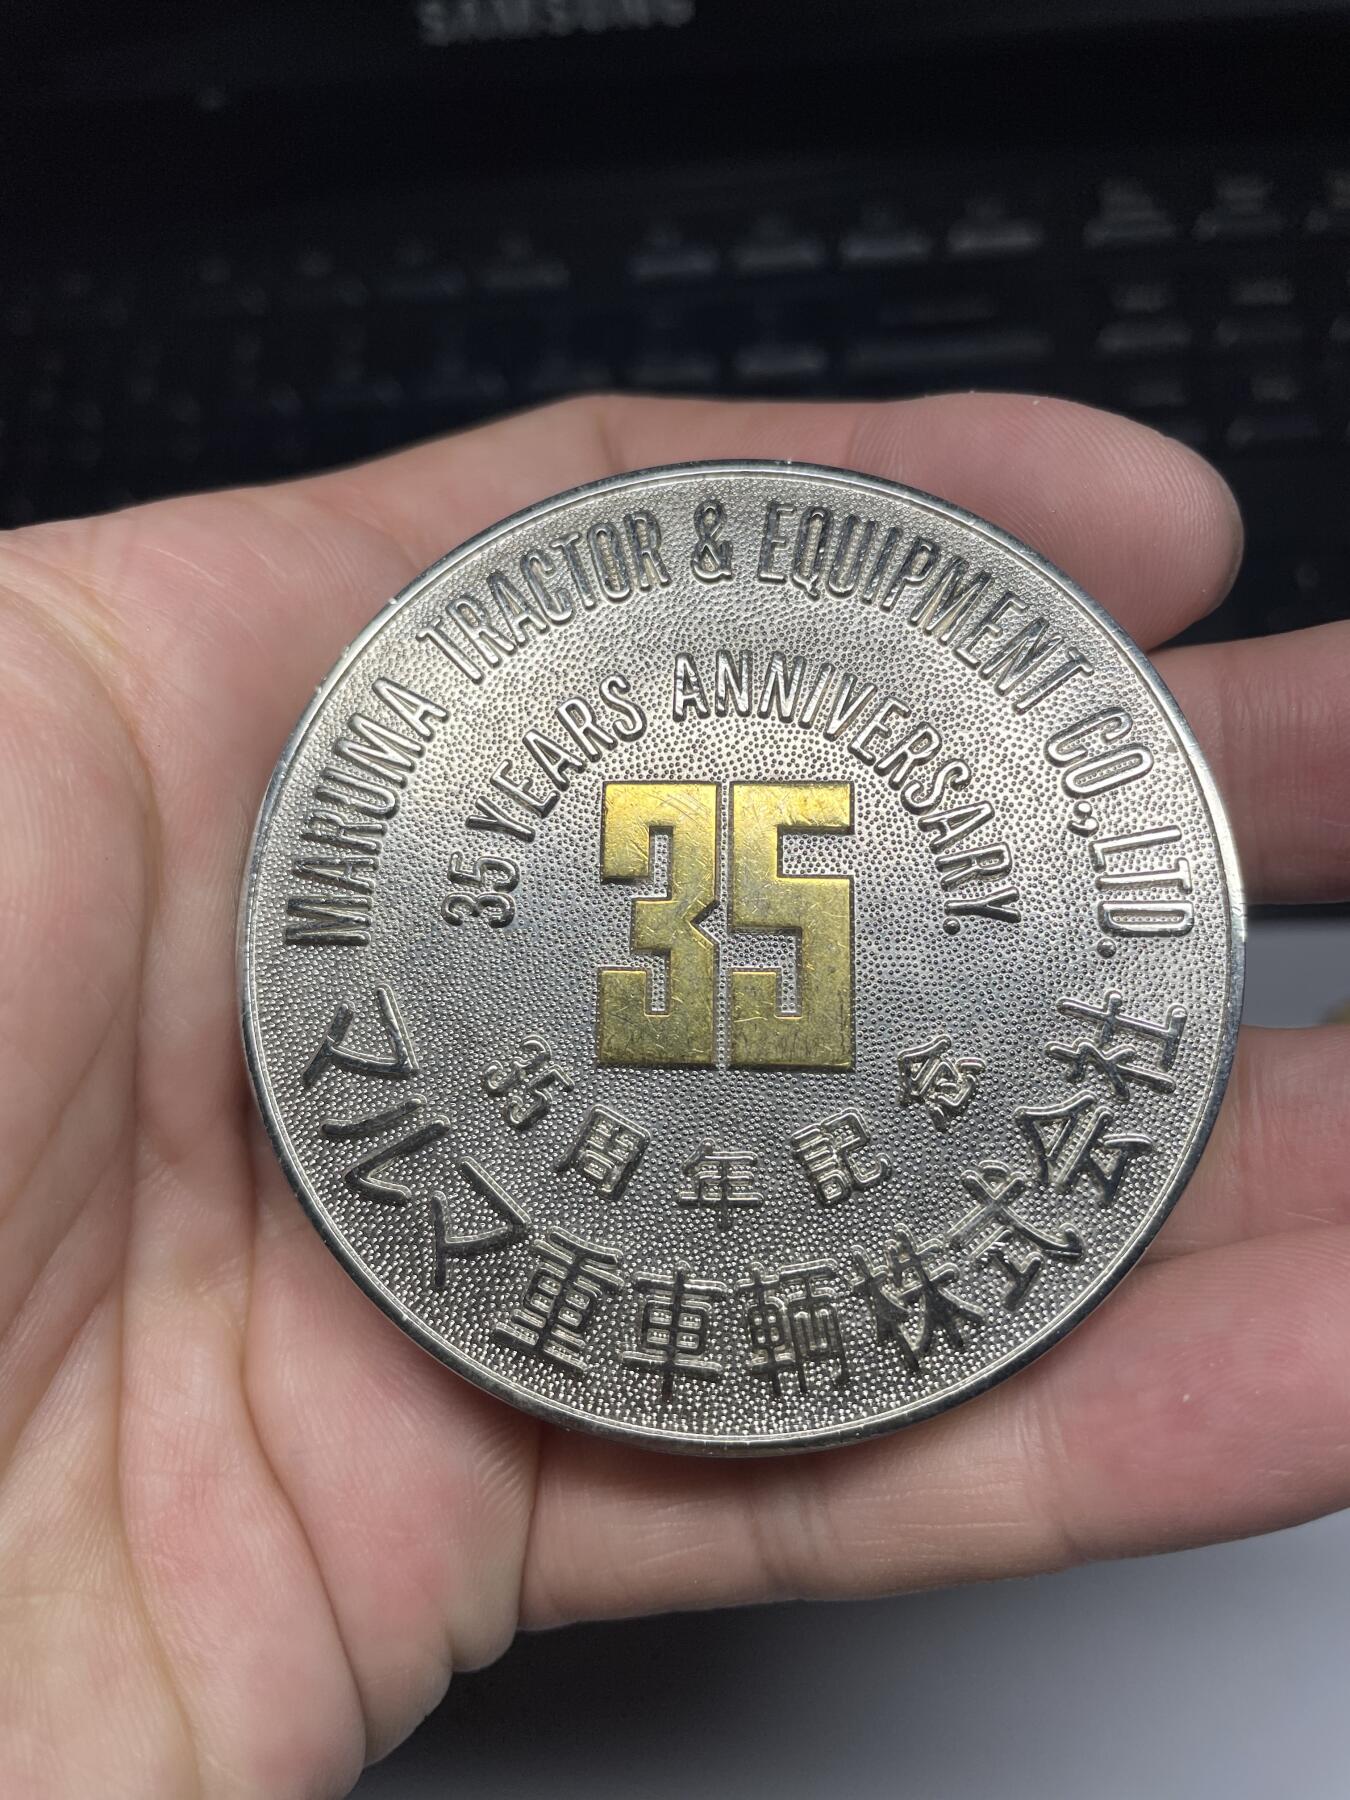 SAMSUNG
MARUMA TRACTOR & EQUIPMENT CO.,LTD.
35 YEARS ANNIVERSARY.
35
35周年記念
マルマ重車輌株式会社